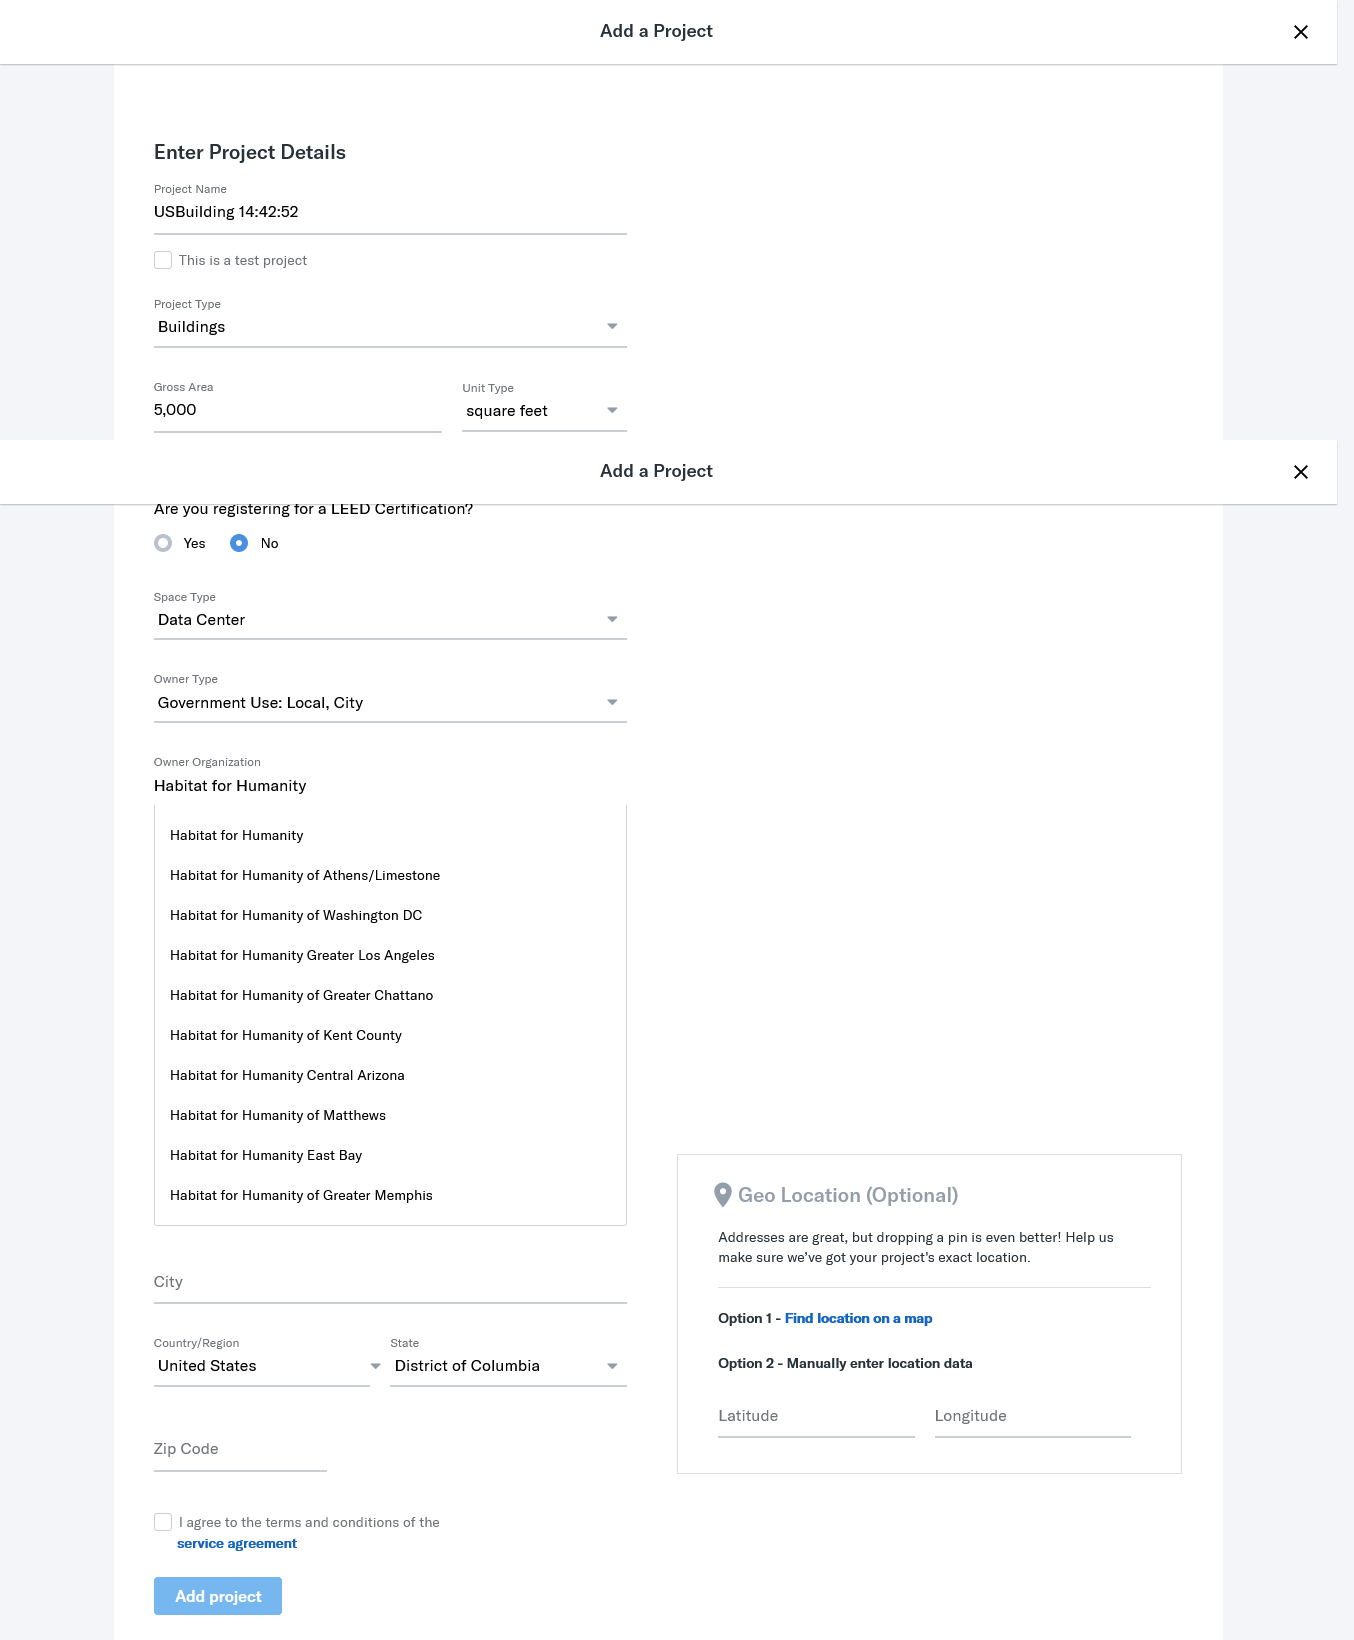 Add a Project
Enter Project Details
Project Name
USBuilding 14:42:52
This is a test project
Project Type
Buildings
Gross Area
5,000
Unit Type
square feet
Add a Project
Are you registering for a LEED Certification?
Yes
No
Space Type
Data Center
Owner Type
Government Use: Local, City
Owner Organization
Habitat for Humanity
Habitat for Humanity
Habitat for Humanity of Athens/Limestone
Habitat for Humanity of Washington DC
Habitat for Humanity Greater Los Angeles
Habitat for Humanity of Greater Chattano
Habitat for Humanity of Kent County
Habitat for Humanity Central Arizona
Habitat for Humanity of Matthews
Habitat for Humanity East Bay
Habitat for Humanity of Greater Memphis
City
Country/Region
United States
State
District of Columbia
Zip Code
Geo Location (Optional)
Addresses are great, but dropping a pin is even better! Help us
make sure we’ve got your project's exact location.
Option 1 - Find location on a map
Option 2 - Manually enter location data
Latitude
Longitude
I agree to the terms and conditions of the
service agreement
Add project